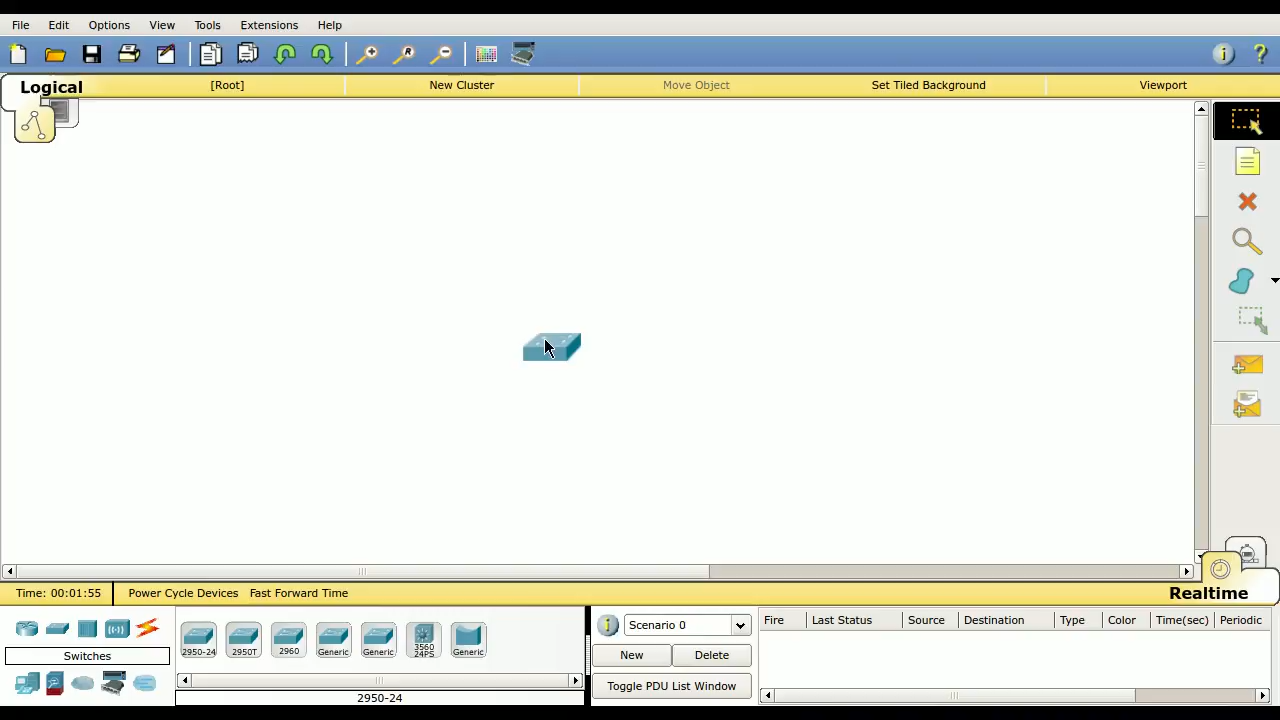 File Edit Options View Tools Extensions Help
Logical [Root] New Cluster Move Object Set Tiled Background Viewport
Time: 00:01:55 Power Cycle Devices Fast Forward Time Realtime
Scenario 0 Fire Last Status Source Destination Type Color Time(sec) Periodic
2950-24 2950T 2960 Generic Generic 3560 24PS Generic
Switches New Delete
Toggle PDU List Window
2950-24